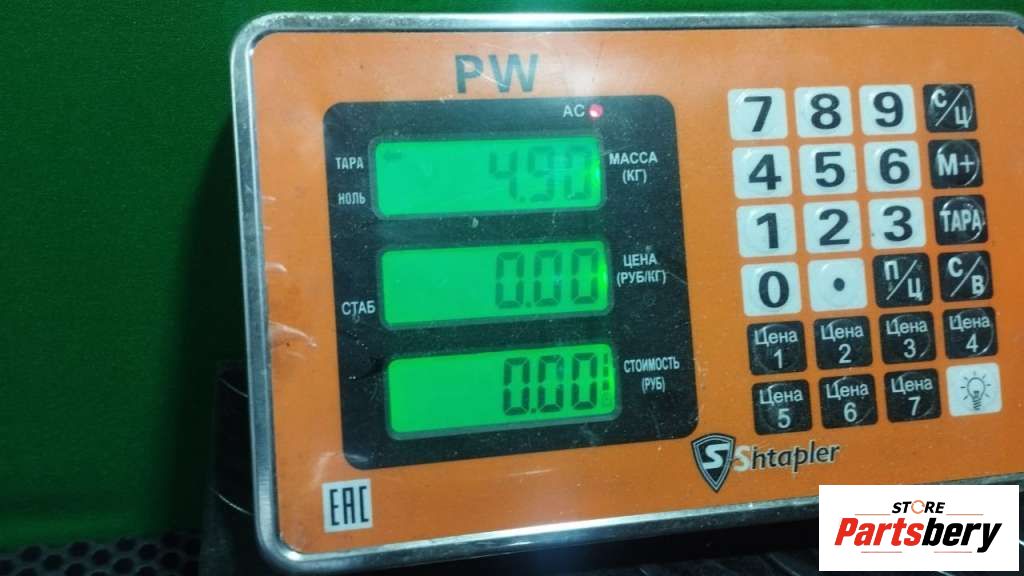 PW
AC
ТАРА
НОЛЬ
4.90
МАССА
(КГ)
0.00
ЦЕНА
(РУБ/КГ)
СТАБ
0.00
СТОИМОСТЬ
(РУБ)
7 8 9 С/Ц
4 5 6 М+
1 2 3 ТАРА
0 . П/Ц С/В
Цена 1 Цена 2 Цена 3 Цена 4
Цена 5 Цена 6 Цена 7
S Shtapler
EAC
STORE
Partsbery